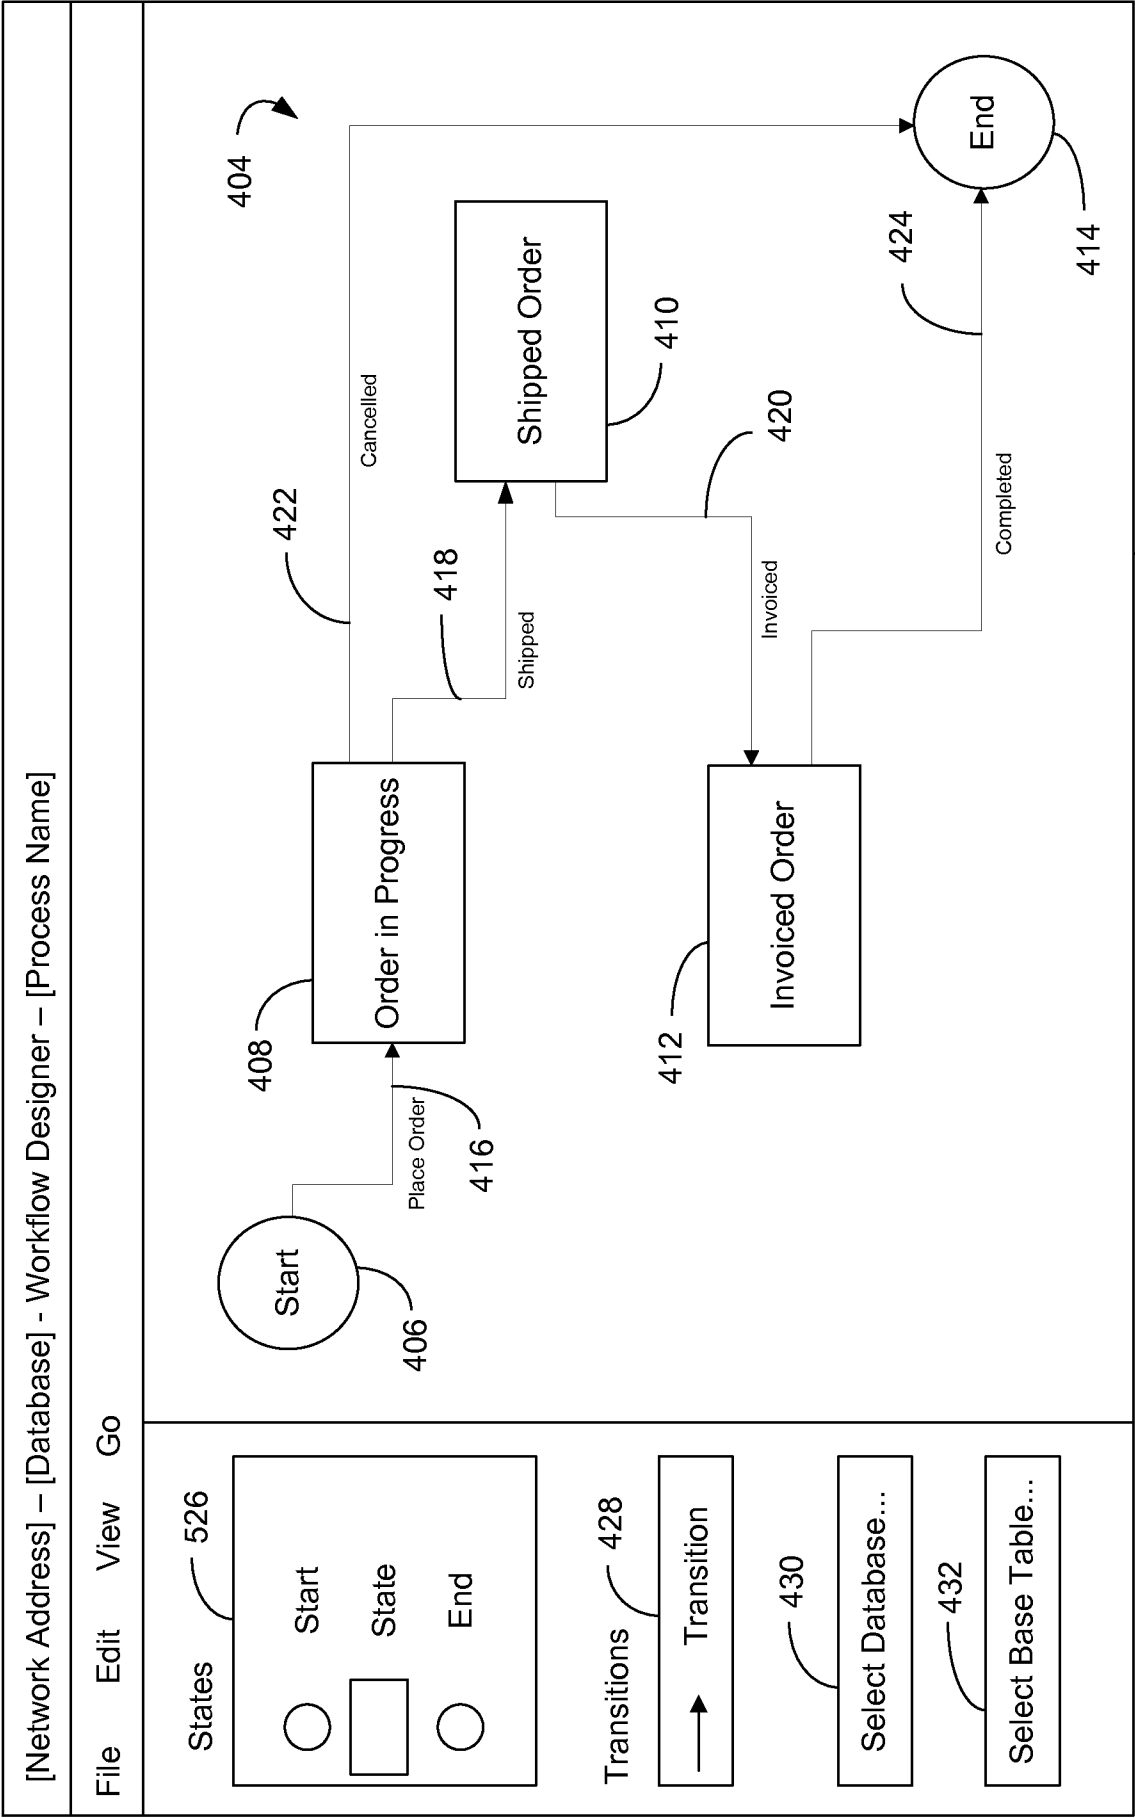 [Network Address] – [Database] - Workflow Designer – [Process Name]
File Edit View Go
States
526
Start
State
End
Transitions
428
Transition
430
Select Database...
432
Select Base Table...
404
Start
406
Place Order
416
408
Order in Progress
422
Cancelled
418
Shipped
Shipped Order
410
420
Invoiced
412
Invoiced Order
Completed
424
End
414